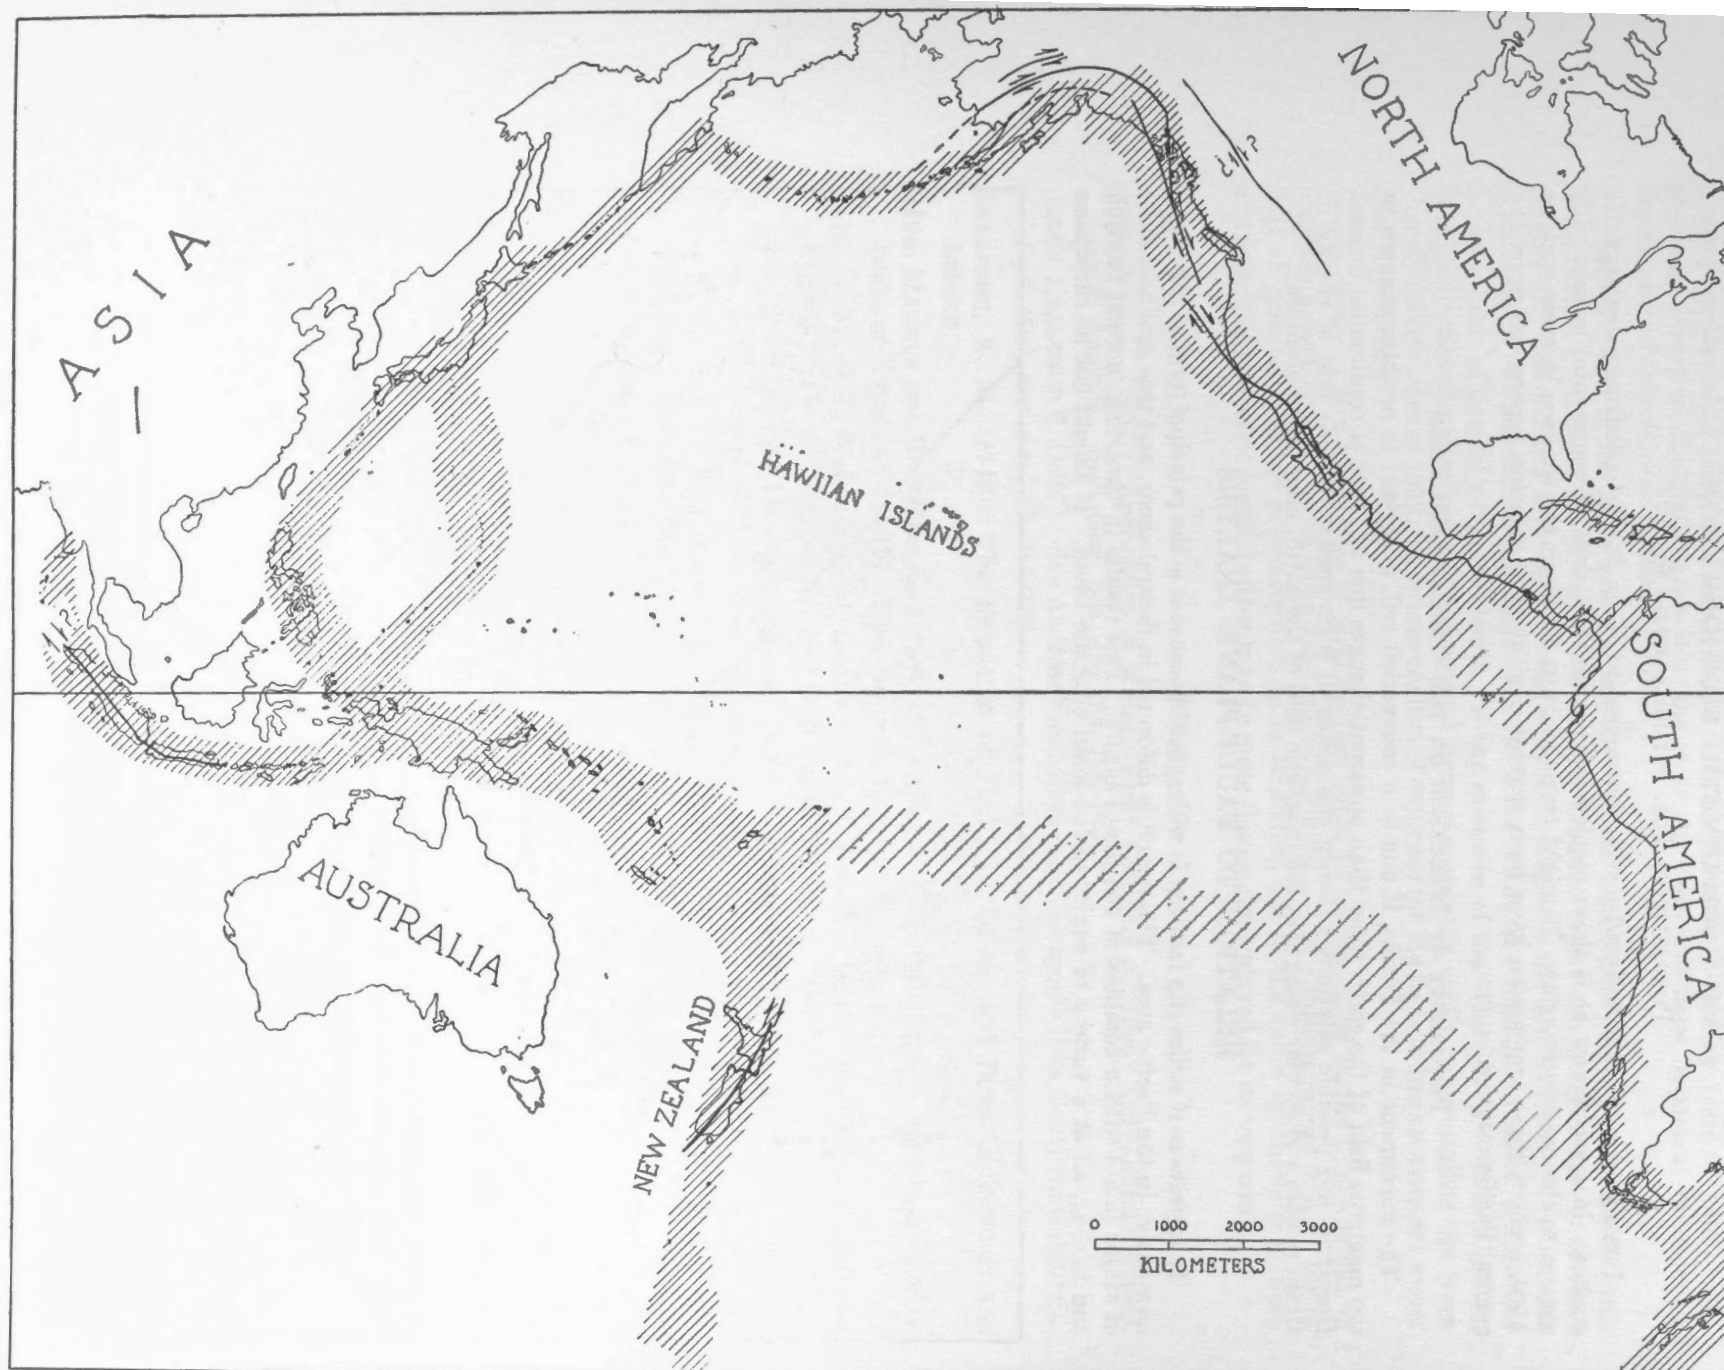 NORTH AMERICA
ASIA
?
?
HAWIIAN ISLANDS
SOUTH AMERICA
AUSTRALIA
NEW ZEALAND
0 1000 2000 3000
KILOMETERS